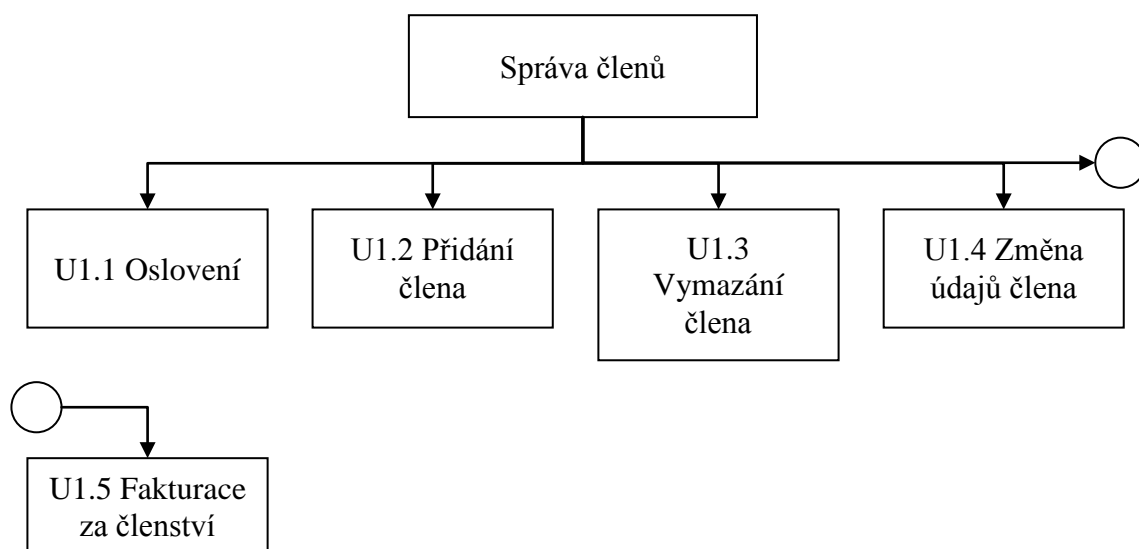 Správa členů
U1.1 Oslovení
U1.2 Přidání
člena
U1.3
Vymazání
člena
U1.4 Změna
údajů člena
U1.5 Fakturace
za členství